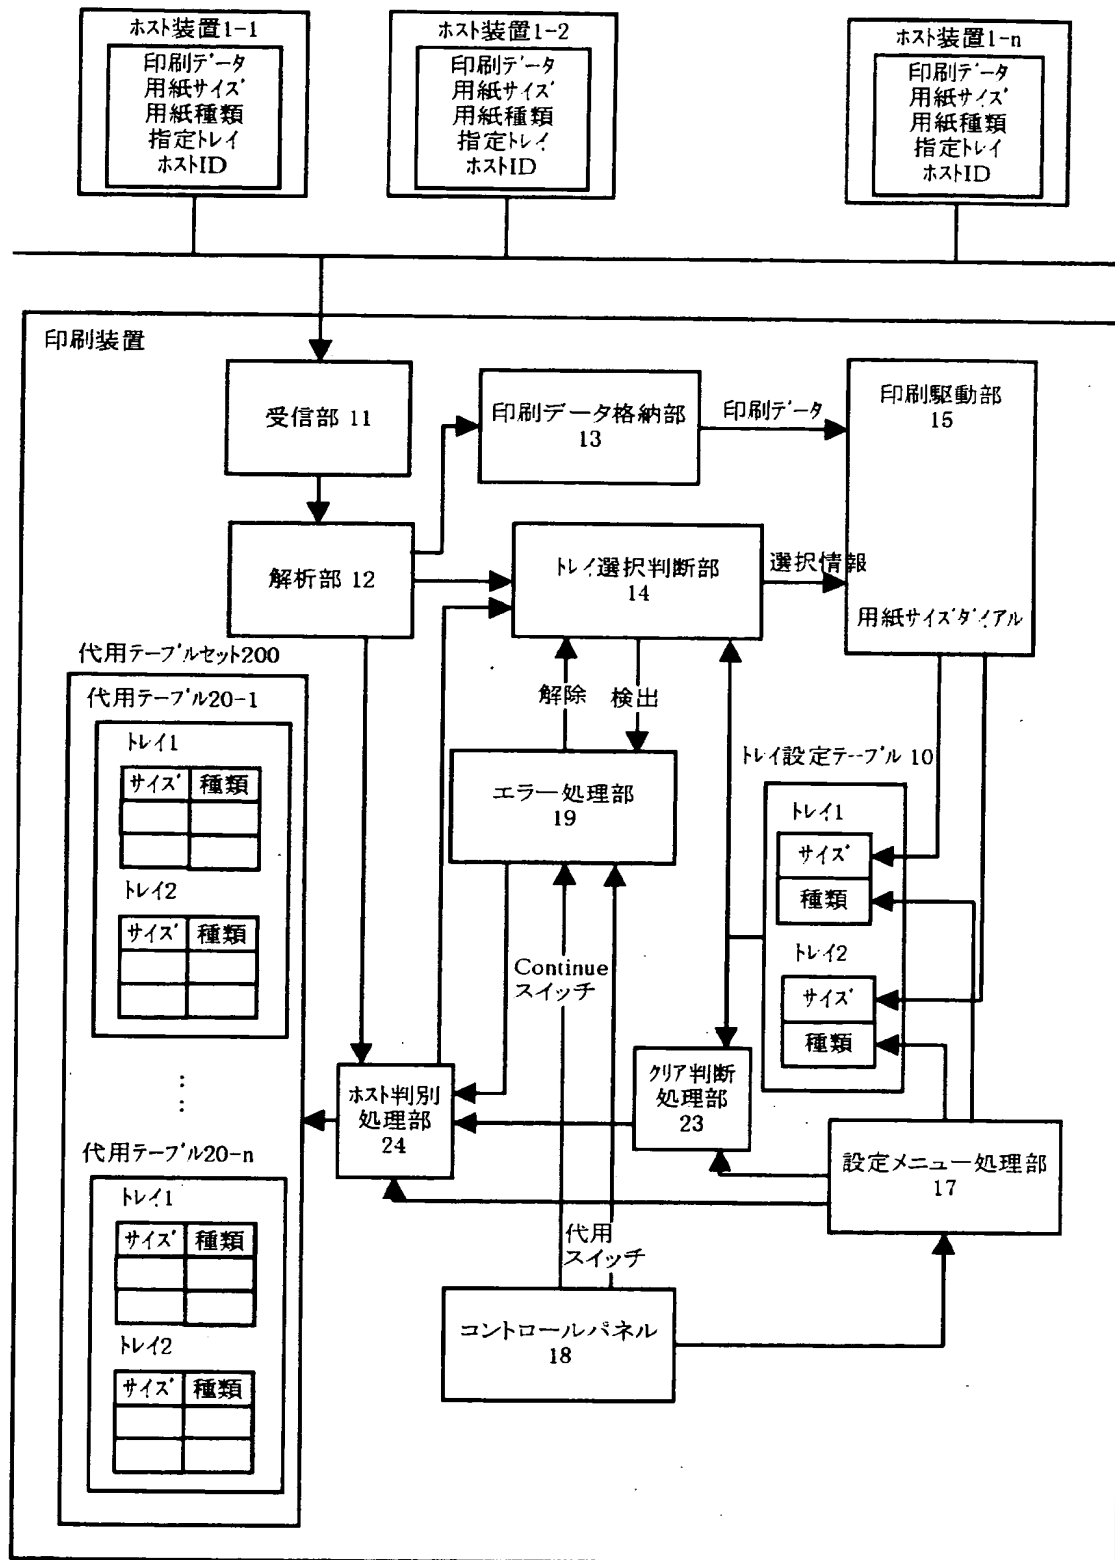 ホスト装置1-1
印刷データ
用紙サイズ
用紙種類
指定トレイ
ホストID
ホスト装置1-2
印刷データ
用紙サイズ
用紙種類
指定トレイ
ホストID
ホスト装置1-n
印刷データ
用紙サイズ
用紙種類
指定トレイ
ホストID
印刷装置
受信部 11
印刷データ格納部
13
印刷データ
印刷駆動部
15
用紙サイズダイアル
解析部 12
トレイ選択判断部
14
選択情報
代用テーブルセット200
代用テーブル20-1
トレイ1
サイズ 種類
トレイ2
サイズ 種類
⋮
代用テーブル20-n
トレイ1
サイズ 種類
トレイ2
サイズ 種類
解除
検出
エラー処理部
19
トレイ設定テーブル 10
トレイ1
サイズ
種類
トレイ2
サイズ
種類
Continue
スイッチ
ホスト判別
処理部
24
クリア判断
処理部
23
設定メニュー処理部
17
代用
スイッチ
コントロールパネル
18